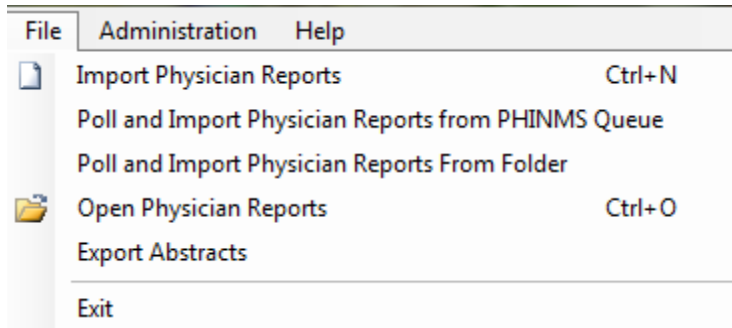 File Administration Help
Import Physician Reports Ctrl+N
Poll and Import Physician Reports from PHINMS Queue
Poll and Import Physician Reports From Folder
Open Physician Reports Ctrl+O
Export Abstracts
Exit